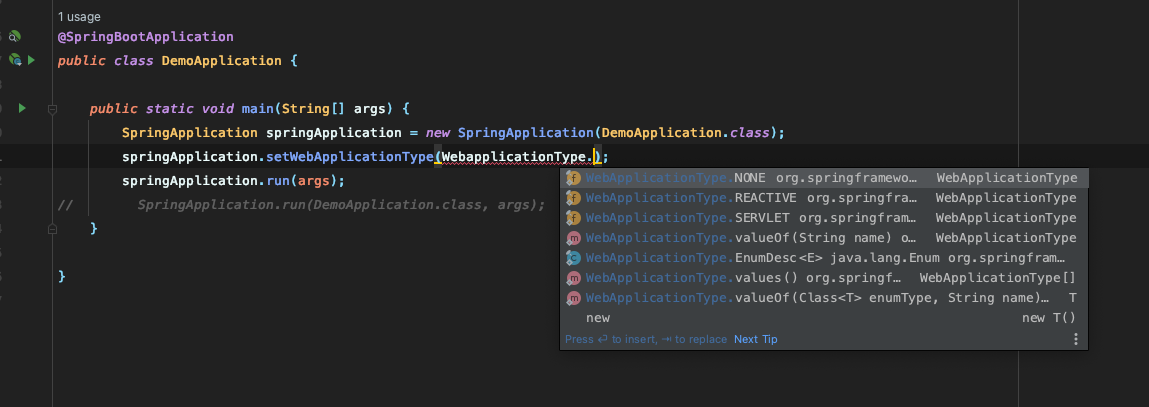 1 usage
@SpringBootApplication
public class DemoApplication {
public static void main(String[] args) {
SpringApplication springApplication = new SpringApplication(DemoApplication.class);
springApplication.setWebApplicationType(WebapplicationType.);
springApplication.run(args);
// SpringApplication.run(DemoApplication.class, args);
}
}
WebApplicationType.NONE org.springframewo… WebApplicationType
WebApplicationType.REACTIVE org.springfra… WebApplicationType
WebApplicationType.SERVLET org.springfram… WebApplicationType
WebApplicationType.valueOf(String name) o… WebApplicationType
WebApplicationType.EnumDesc<E> java.lang.Enum org.springfram…
WebApplicationType.values() org.springf… WebApplicationType[]
WebApplicationType.valueOf(Class<T> enumType, String name)… T
new new T()
Press ⏎ to insert, ⇥ to replace Next Tip